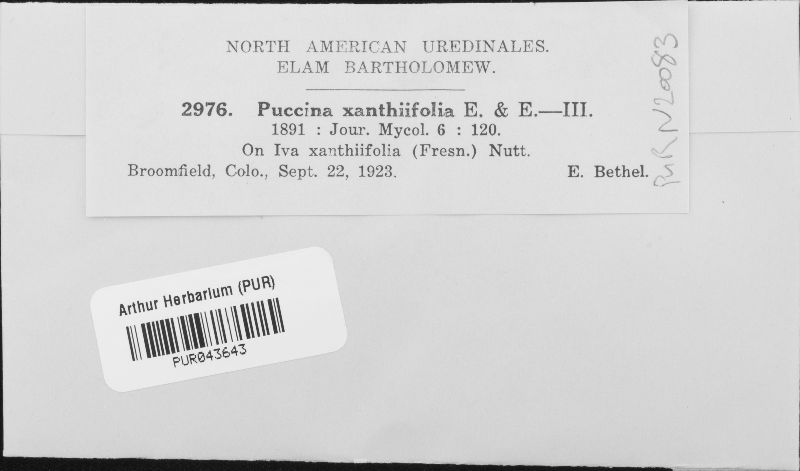 NORTH AMERICAN UREDINALES.
ELAM BARTHOLOMEW.
2976. Puccina xanthiifolia E. & E.—III.
1891 : Jour. Mycol. 6 : 120.
On Iva xanthiifolia (Fresn.) Nutt.
Broomfield, Colo., Sept. 22, 1923. E. Bethel.
PUR N20083
Arthur Herbarium (PUR)
PUR043643